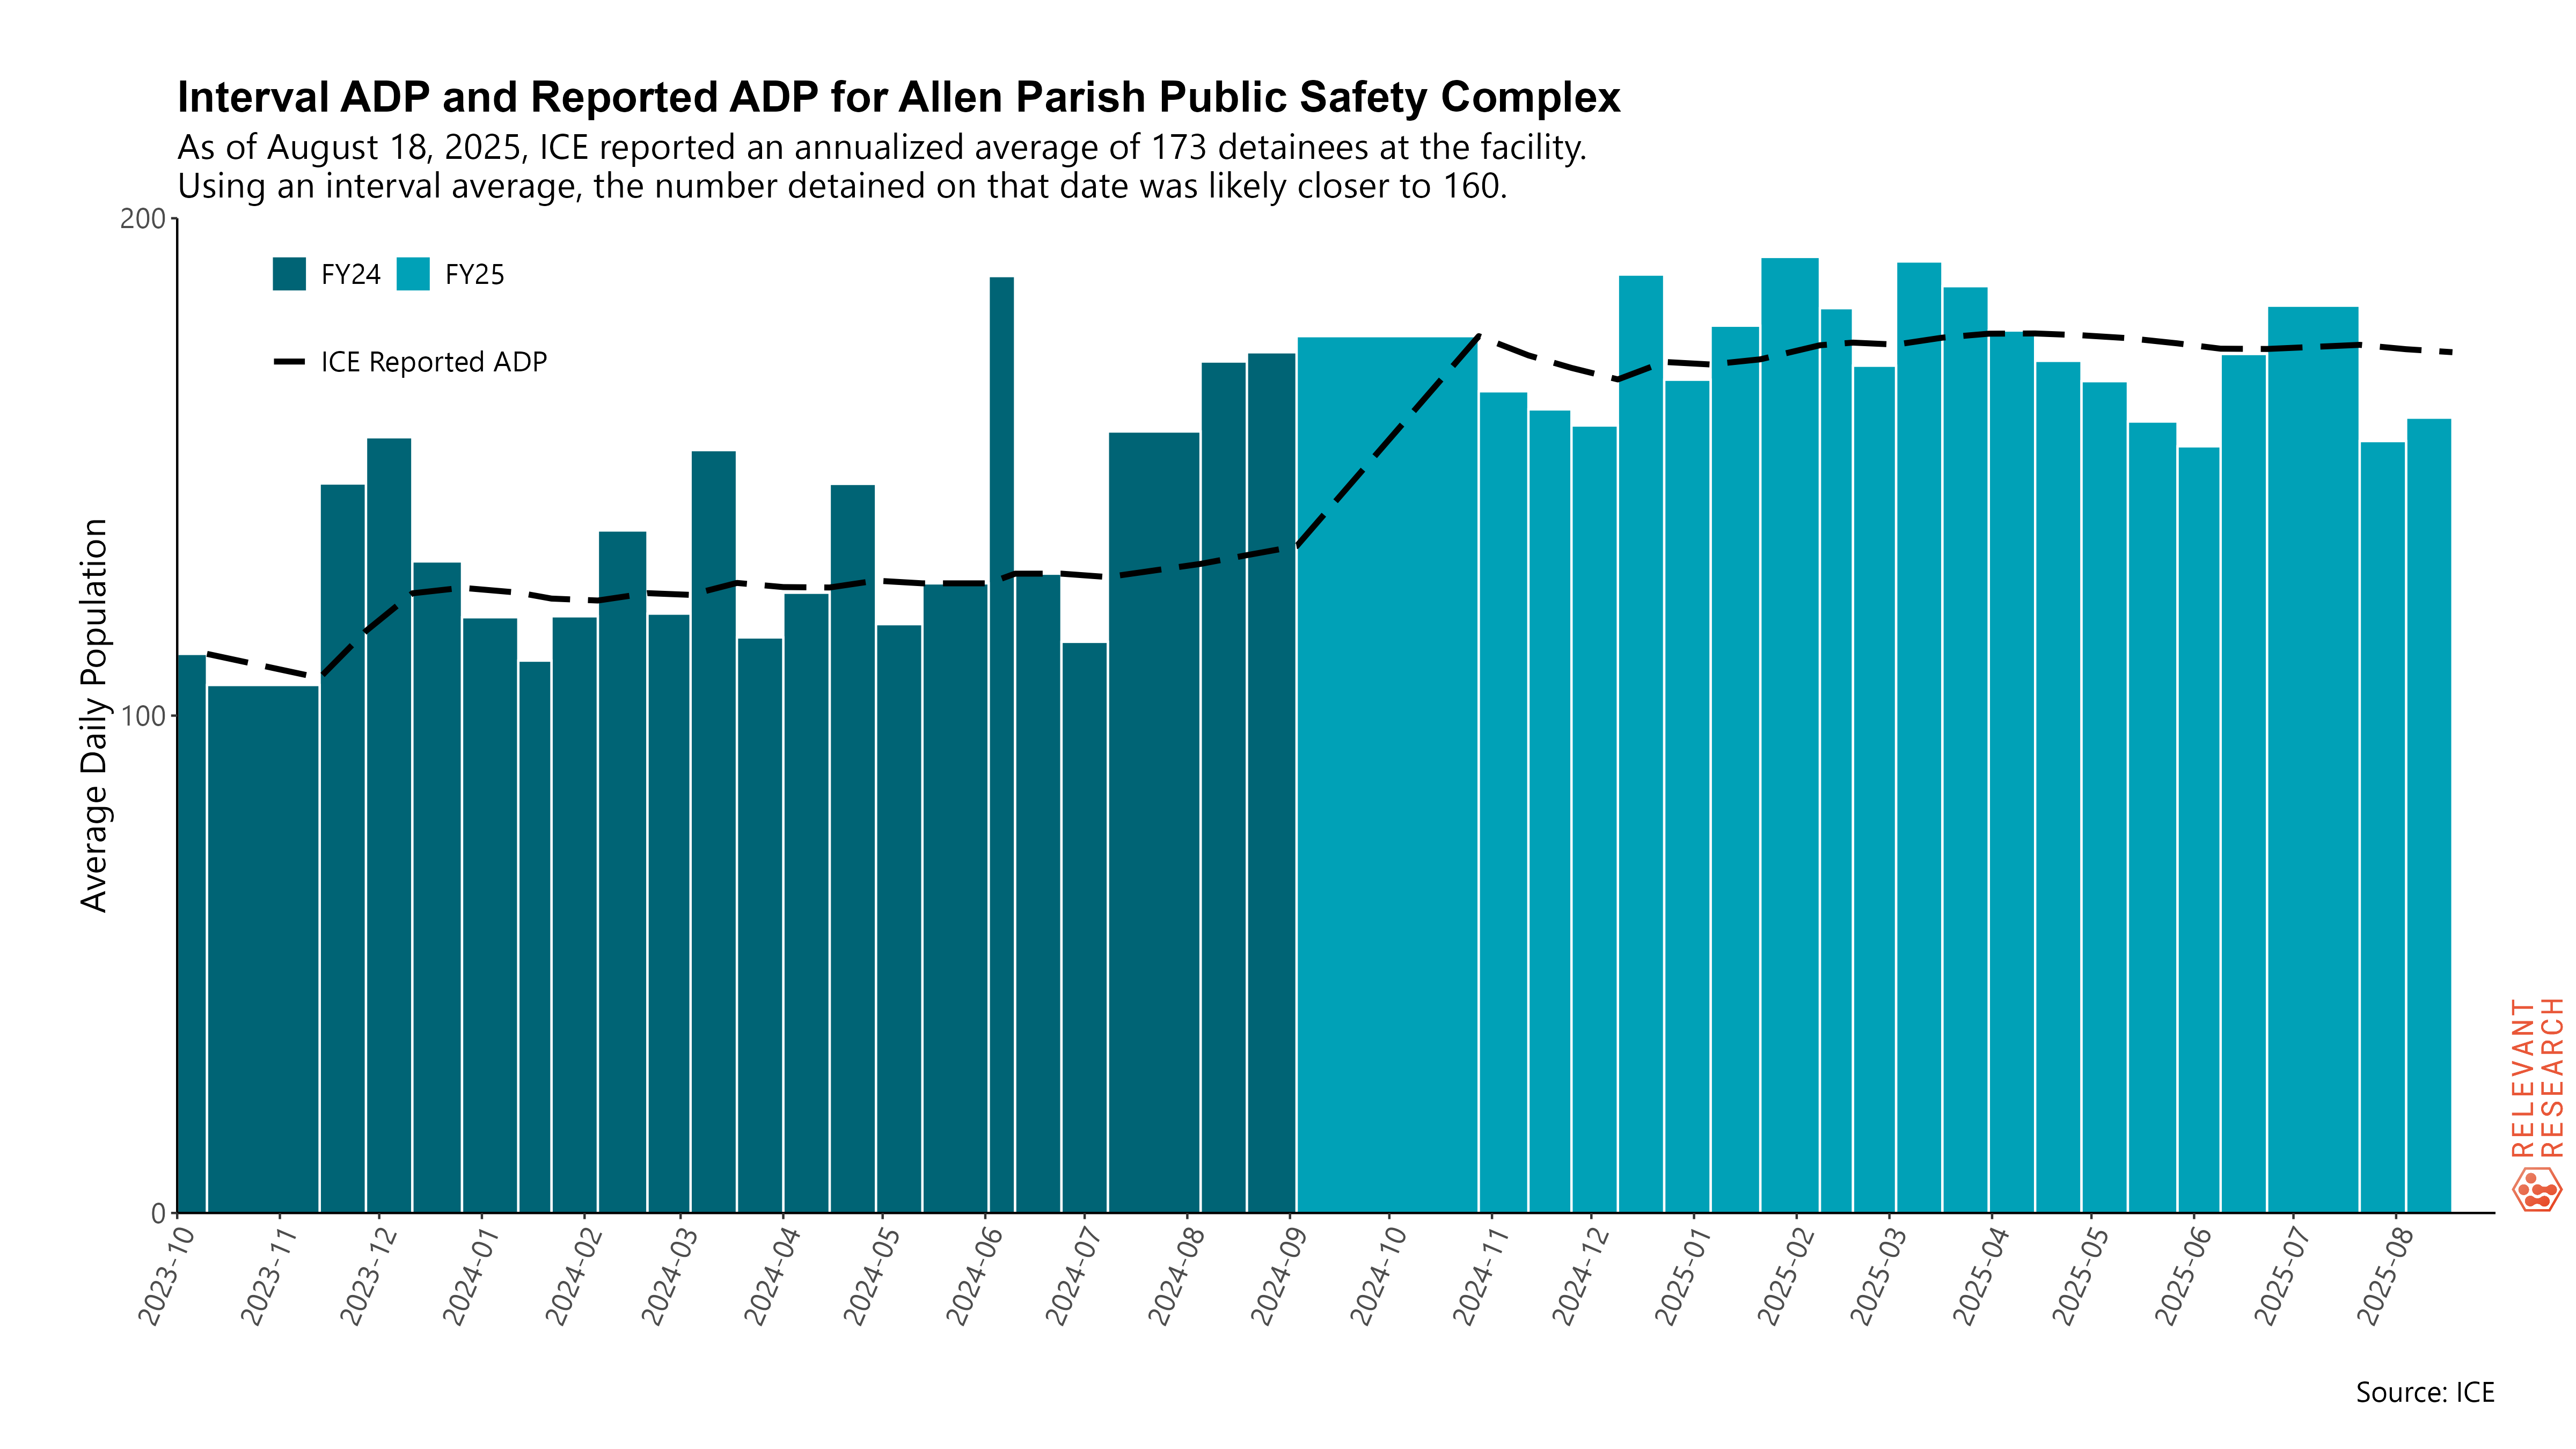 Interval ADP and Reported ADP for Allen Parish Public Safety Complex
As of August 18, 2025, ICE reported an annualized average of 173 detainees at the facility.
Using an interval average, the number detained on that date was likely closer to 160.
200
FY24
FY25
ICE Reported ADP
Average Daily Population
100
0
2023-10
2023-11
2023-12
2024-01
2024-02
2024-03
2024-04
2024-05
2024-06
2024-07
2024-08
2024-09
2024-10
2024-11
2024-12
2025-01
2025-02
2025-03
2025-04
2025-05
2025-06
2025-07
2025-08
RELEVANT
RESEARCH
Source: ICE